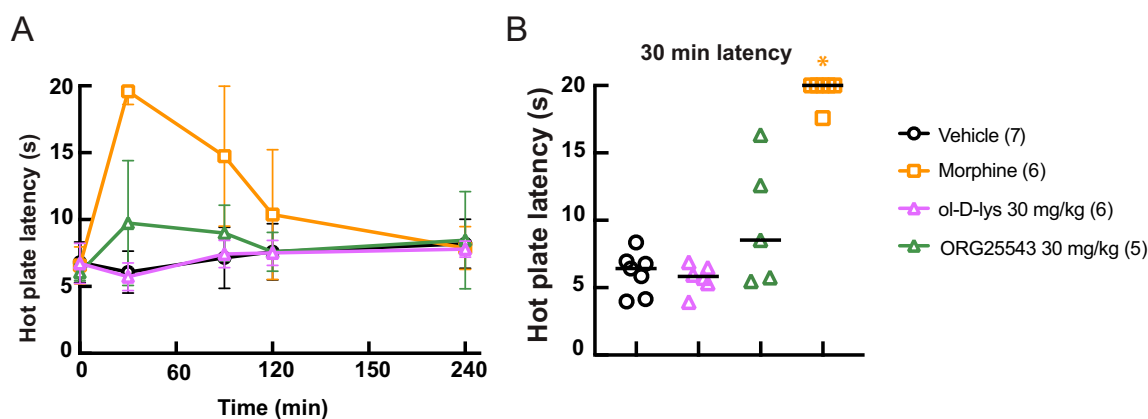 A
Hot plate latency (s)
20
15
10
5
0
0
60
120
150
240
Time (min)
B
30 min latency
Hot plate latency (s)
20
15
10
5
0
*
Vehicle (7)
Morphine (6)
ol-D-lys 30 mg/kg (6)
ORG25543 30 mg/kg (5)